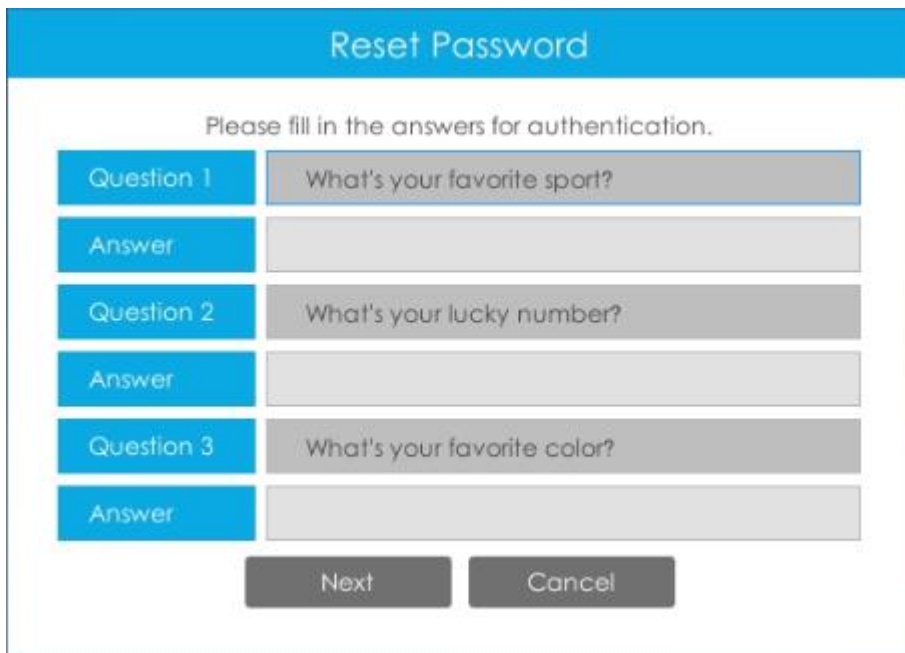 Reset Password
Please fill in the answers for authentication.
Question 1 What's your favorite sport?
Answer
Question 2 What's your lucky number?
Answer
Question 3 What's your favorite color?
Answer
Next Cancel